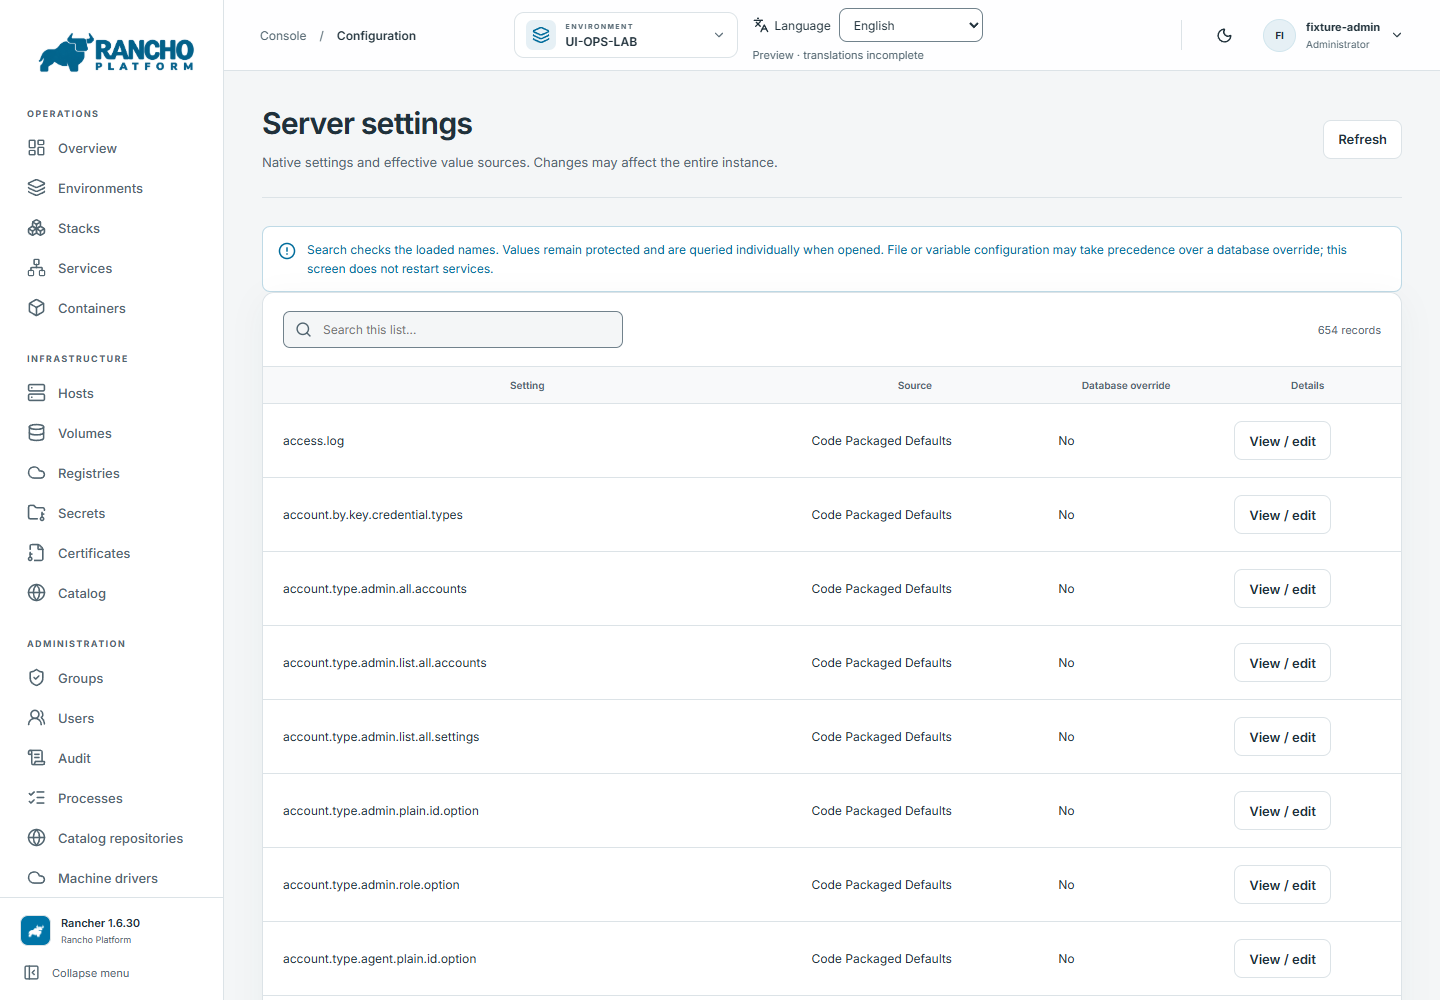 RANCHO
PLATFORM
OPERATIONS
Overview
Environments
Stacks
Services
Containers
INFRASTRUCTURE
Hosts
Volumes
Registries
Secrets
Certificates
Catalog
ADMINISTRATION
Groups
Users
Audit
Processes
Catalog repositories
Machine drivers
Rancher 1.6.30
Rancho Platform
Collapse menu
Console / Configuration
ENVIRONMENT
UI-OPS-LAB
Language English
Preview · translations incomplete
FI
fixture-admin
Administrator
Server settings
Native settings and effective value sources. Changes may affect the entire instance.
Refresh
Search checks the loaded names. Values remain protected and are queried individually when opened. File or variable configuration may take precedence over a database override; this
screen does not restart services.
Search this list...
654 records
Setting Source Database override Details
access.log Code Packaged Defaults No View / edit
account.by.key.credential.types Code Packaged Defaults No View / edit
account.type.admin.all.accounts Code Packaged Defaults No View / edit
account.type.admin.list.all.accounts Code Packaged Defaults No View / edit
account.type.admin.list.all.settings Code Packaged Defaults No View / edit
account.type.admin.plain.id.option Code Packaged Defaults No View / edit
account.type.admin.role.option Code Packaged Defaults No View / edit
account.type.agent.plain.id.option Code Packaged Defaults No View / edit